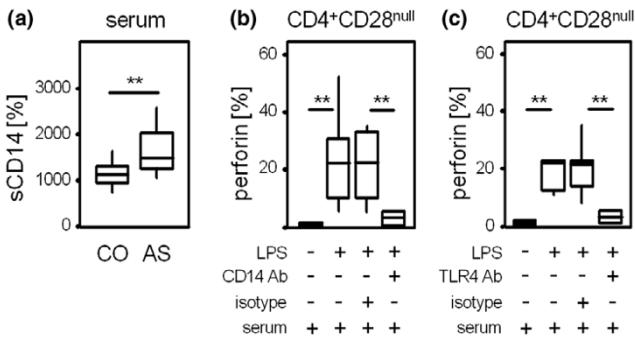 (a) serum
sCD14 [%]
3000
2000
1000
0
**
CO AS
(b) CD4⁺CD28ⁿᵘˡˡ
perforin [%]
60
40
20
** **
LPS - + + +
CD14 Ab - - - +
isotype - - + -
serum + + + +
(c) CD4⁺CD28ⁿᵘˡˡ
perforin [%]
60
40
20
0
** **
LPS - + + +
TLR4 Ab - - - +
isotype - - + -
serum + + + +